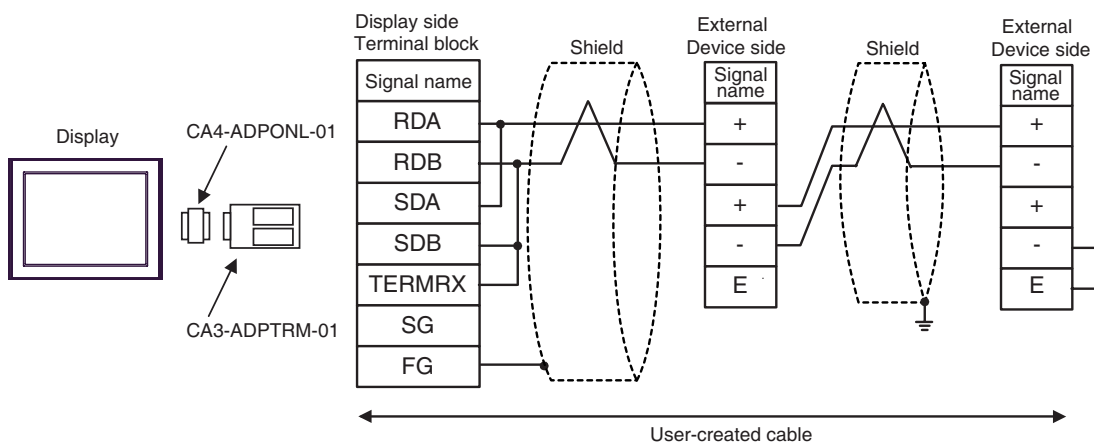 Display
CA4-ADPONL-01
CA3-ADPTRM-01
Display side
Terminal block
Signal name
RDA
RDB
SDA
SDB
TERMRX
SG
FG
Shield
External
Device side
Signal
name
+
-
+
-
E
Shield
External
Device side
Signal
name
+
-
+
-
E
User-created cable